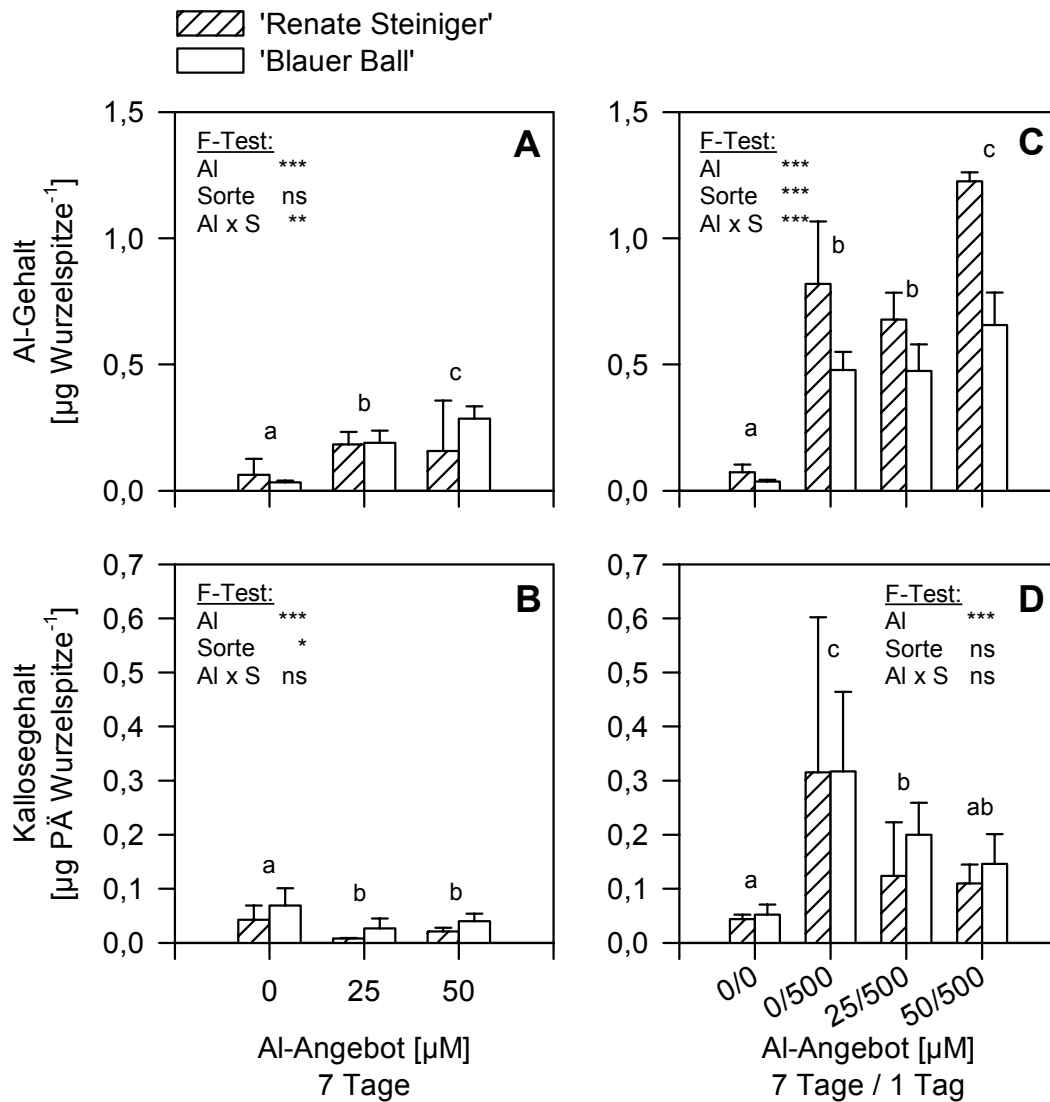 'Renate Steiniger'
'Blauer Ball'
Al-Gehalt
[µg Wurzelspitze⁻¹]
1,5
1,0
0,5
0,0
F-Test:
Al ***
Sorte ns
Al x S **
A
a
b
c
1,5
1,0
0,5
0,0
F-Test:
Al ***
Sorte ***
Al x S ***
C
a
b
b
c
Kallosegehalt
[µg PÄ Wurzelspitze⁻¹]
0,7
0,6
0,5
0,4
0,3
0,2
0,1
0,0
F-Test:
Al ***
Sorte *
Al x S ns
B
a
b
b
0 25 50
Al-Angebot [µM]
7 Tage
0,7
0,6
0,5
0,4
0,3
0,2
0,1
0,0
F-Test:
Al ***
Sorte ns
Al x S ns
D
a
c
b
ab
0/0 0/500 25/500 50/500
Al-Angebot [µM]
7 Tage / 1 Tag